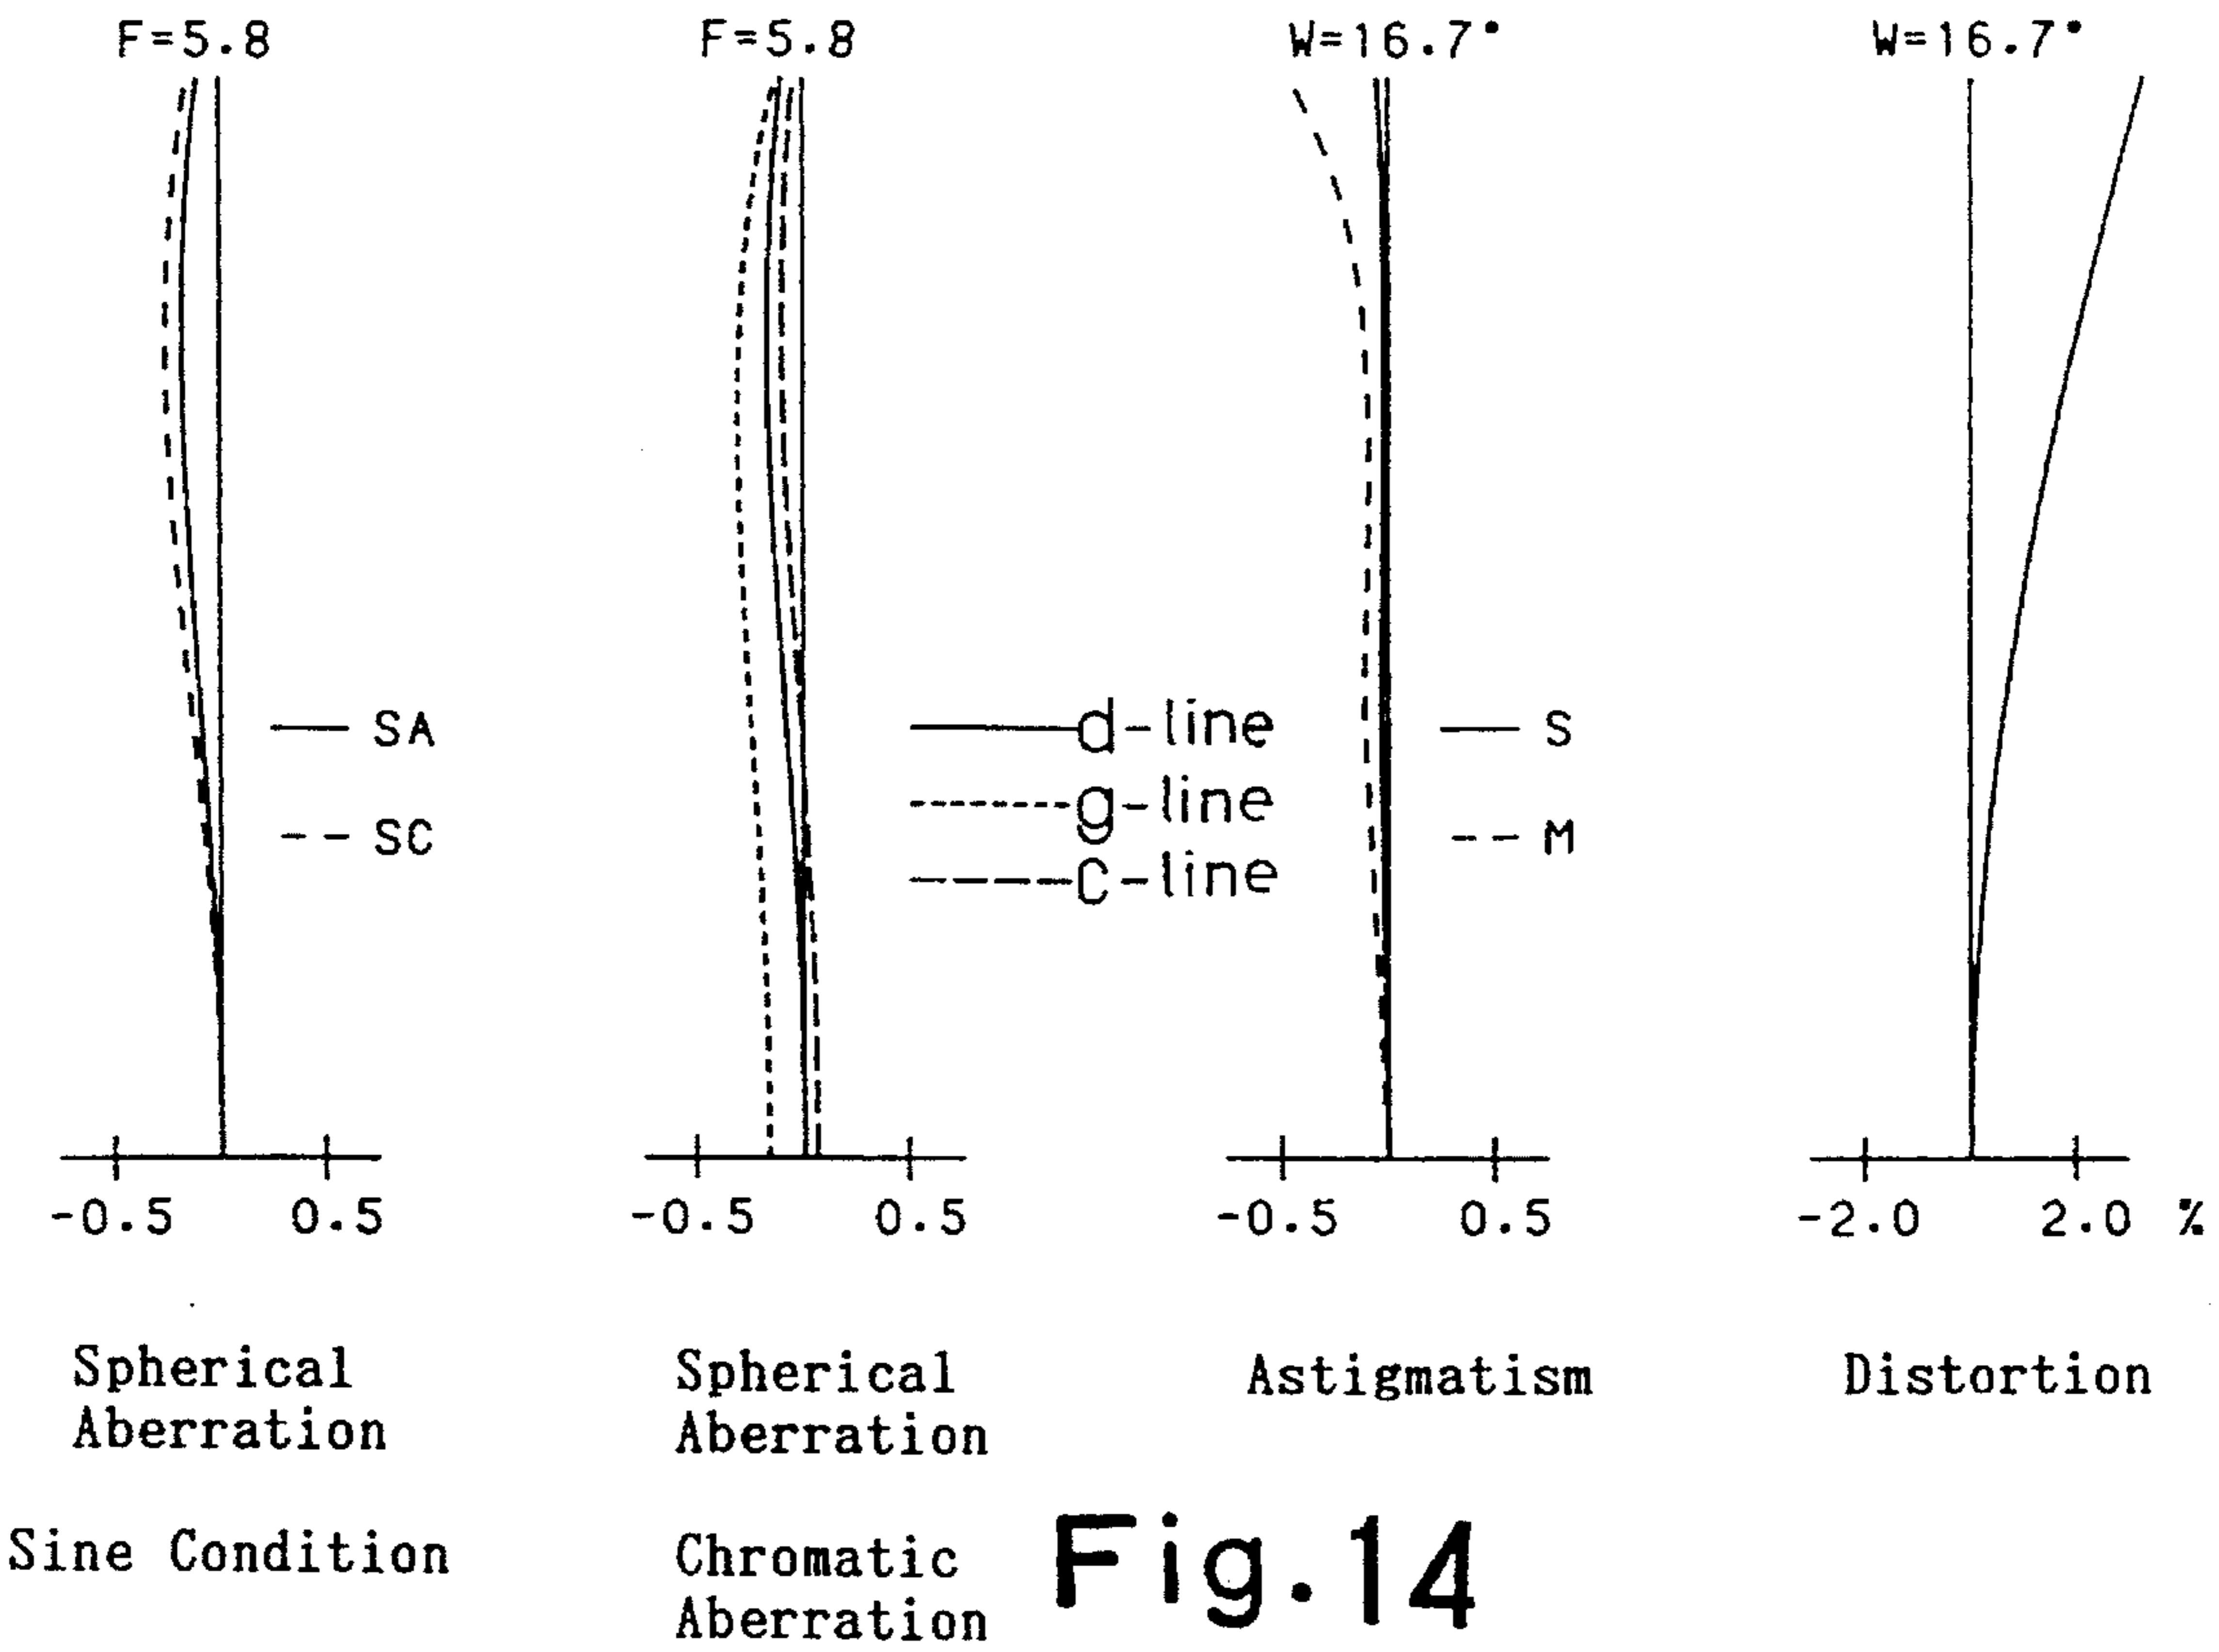 F=5.8
F=5.8
W=16.7°
W=16.7°
SA
SC
d-line
g-line
C-line
S
M
-0.5
0.5
-0.5
0.5
-0.5
0.5
-2.0
2.0 %
Spherical
Aberration
Sine Condition
Spherical
Aberration
Chromatic
Aberration
Astigmatism
Distortion
Fig.14